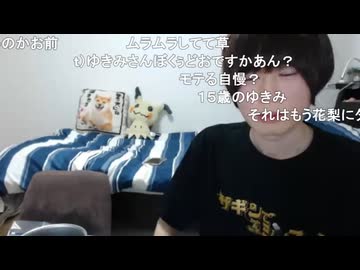 のかお前
ムラムラしてて草
t)ゆきみさんぼくぅどおですかあん？
モテる自慢？
１５歳のゆきみ
それはもう花梨に